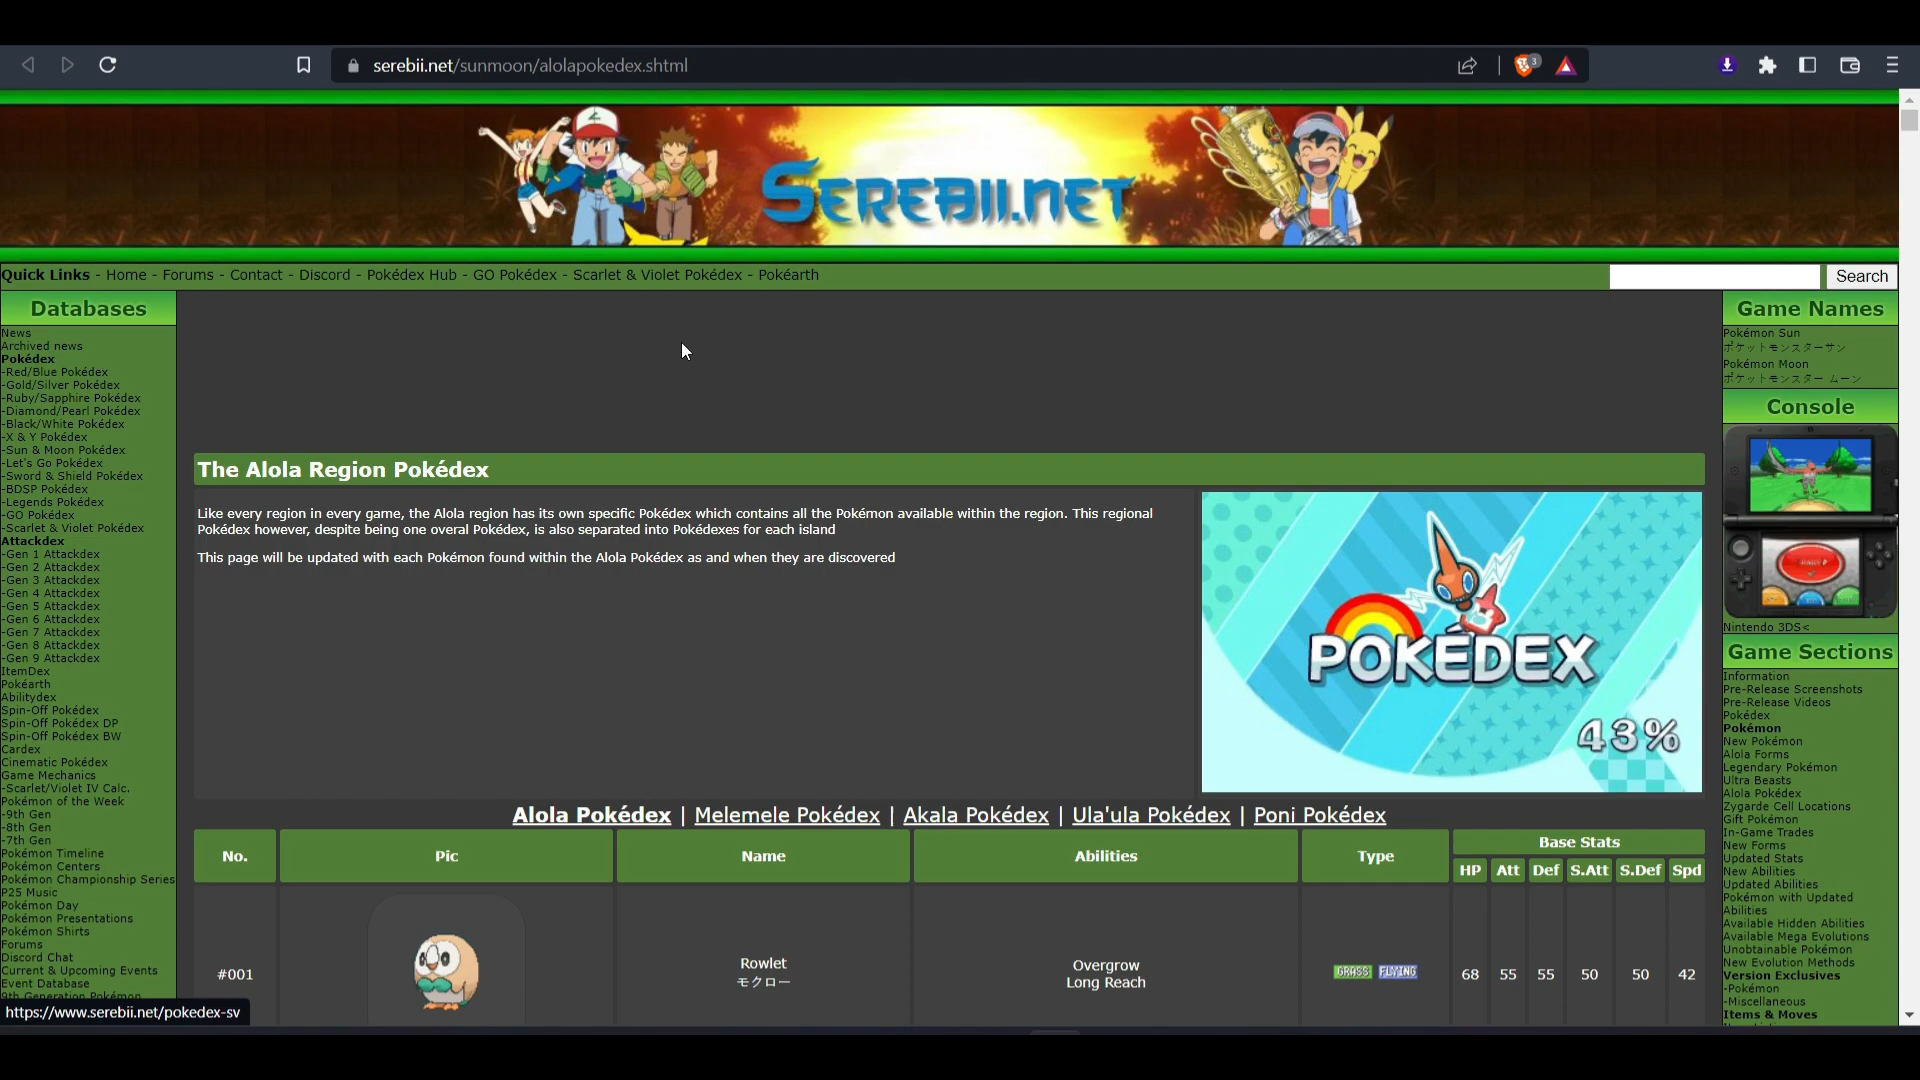 serebii.net/sunmoon/alolapokedex.shtml
3
SEREBII.NET
Quick Links - Home - Forums - Contact - Discord - Pokédex Hub - GO Pokédex - Scarlet & Violet Pokédex - Pokéarth
Search
Databases
News
Archived news
Pokédex
-Red/Blue Pokédex
-Gold/Silver Pokédex
-Ruby/Sapphire Pokédex
-Diamond/Pearl Pokédex
-Black/White Pokédex
-X & Y Pokédex
-Sun & Moon Pokédex
-Let's Go Pokédex
-Sword & Shield Pokédex
-BDSP Pokédex
-Legends Pokédex
-GO Pokédex
-Scarlet & Violet Pokédex
Attackdex
-Gen 1 Attackdex
-Gen 2 Attackdex
-Gen 3 Attackdex
-Gen 4 Attackdex
-Gen 5 Attackdex
-Gen 6 Attackdex
-Gen 7 Attackdex
-Gen 8 Attackdex
-Gen 9 Attackdex
ItemDex
Pokéarth
Abilitydex
Spin-Off Pokédex
Spin-Off Pokédex DP
Spin-Off Pokédex BW
Cardex
Cinematic Pokédex
Game Mechanics
-Scarlet/Violet IV Calc.
Pokémon of the Week
-9th Gen
-8th Gen
-7th Gen
Pokémon Timeline
Pokémon Centers
Pokémon Championship Series
P25 Music
Pokémon Day
Pokémon Presentations
Pokémon Shirts
Forums
Discord Chat
Current & Upcoming Events
Event Database
9th Generation Pokémon
https://www.serebii.net/pokedex-sv
The Alola Region Pokédex
Like every region in every game, the Alola region has its own specific Pokédex which contains all the Pokémon available within the region. This regional
Pokédex however, despite being one overal Pokédex, is also separated into Pokédexes for each island
This page will be updated with each Pokémon found within the Alola Pokédex as and when they are discovered
POKÉDEX
43%
Alola Pokédex | Melemele Pokédex | Akala Pokédex | Ula'ula Pokédex | Poni Pokédex
No. Pic Name Abilities Type Base Stats
HP Att Def S.Att S.Def Spd
#001 Rowlet モクロー Overgrow Long Reach GRASS FLYING 68 55 55 50 50 42
Game Names
Pokémon Sun
ポケットモンスターサン
Pokémon Moon
ポケットモンスター ムーン
Console
Nintendo 3DS<
Game Sections
Information
Pre-Release Screenshots
Pre-Release Videos
Pokédex
Pokémon
New Pokémon
Alola Forms
Legendary Pokémon
Ultra Beasts
Alola Pokédex
Zygarde Cell Locations
Gift Pokémon
In-Game Trades
New Forms
Updated Stats
New Abilities
Updated Abilities
Pokémon with Updated
Abilities
Available Hidden Abilities
Available Mega Evolutions
Unobtainable Pokémon
New Evolution Methods
Version Exclusives
-Pokémon
-Miscellaneous
Items & Moves